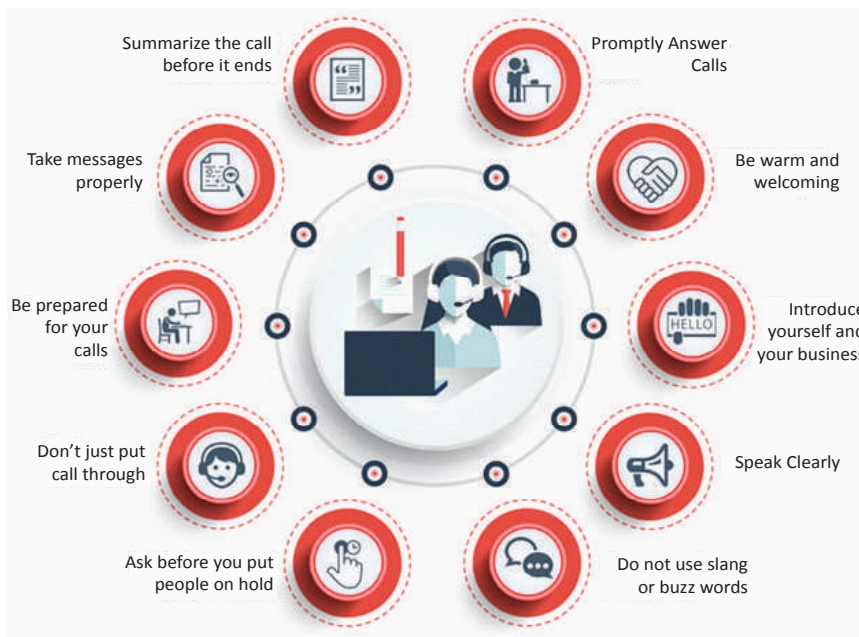 Summarize the call
before it ends
Promptly Answer
Calls
Take messages
properly
Be warm and
welcoming
Be prepared
for your
calls
HELLO
Introduce
yourself and
your business
Don’t just put
call through
Speak Clearly
Ask before you put
people on hold
Do not use slang
or buzz words